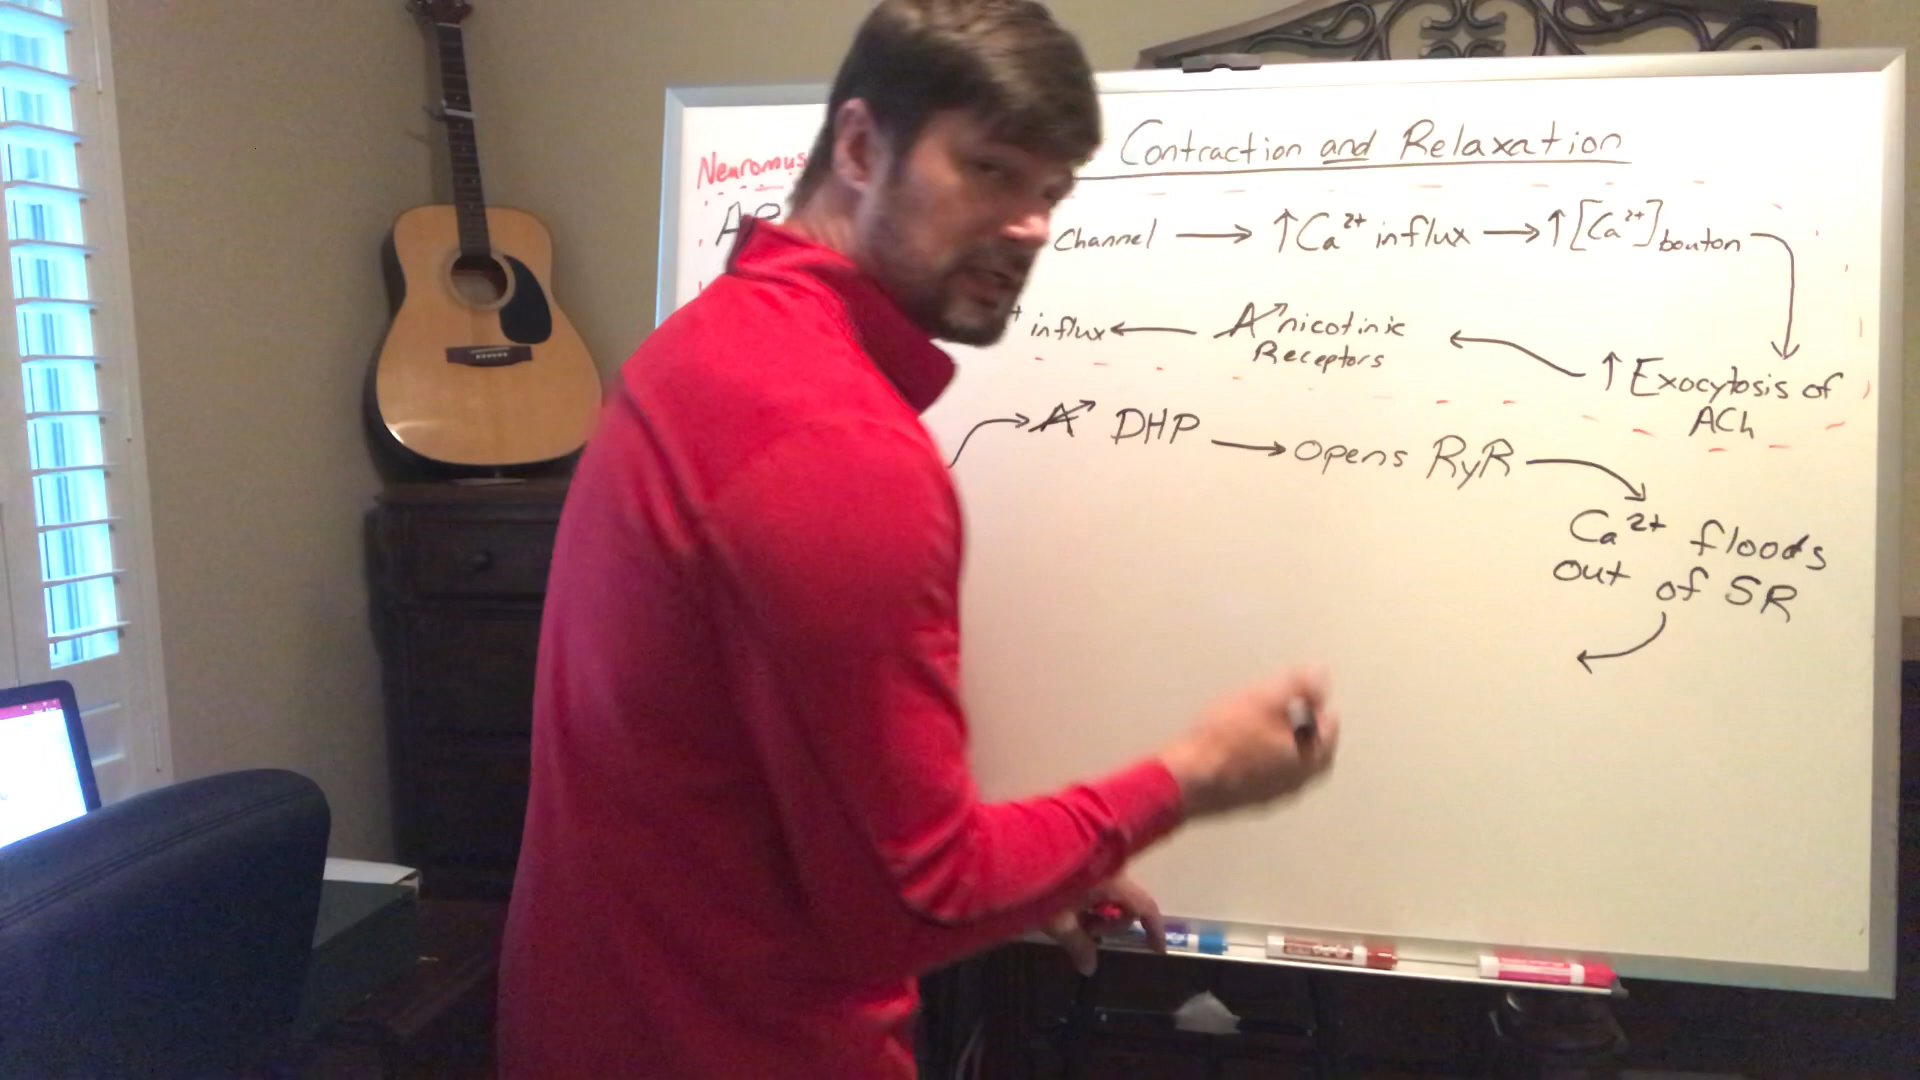 Contraction and Relaxation
Neuromus
AP
Channel → ↑ Ca²⁺ influx → ↑ [Ca²⁺] bouton
influx ← A nicotinic
Receptors
↑ Exocytosis of
ACh
→ A DHP → opens RyR
Ca²⁺ floods
out of SR